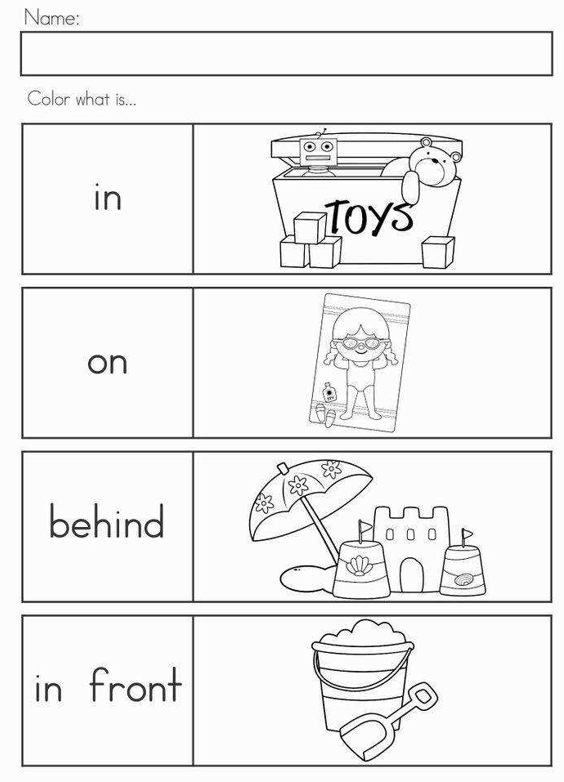 Name:
Color what is...
in
TOYS
on
behind
in front